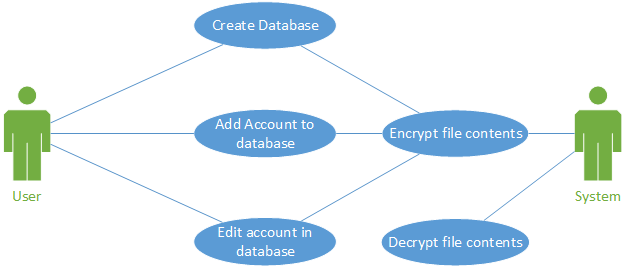 Create Database
Add Account to
database
Encrypt file contents
User
System
Edit account in
database
Decrypt file contents